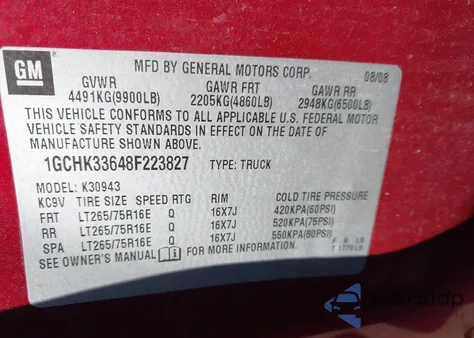 GM
MFD BY GENERAL MOTORS CORP. 08/08
GVWR GAWR FRT GAWR RR
4491KG(9900LB) 2205KG(4860LB) 2948KG(6500LB)
THIS VEHICLE CONFORMS TO ALL APPLICABLE U.S. FEDERAL MOTOR
VEHICLE SAFETY STANDARDS IN EFFECT ON THE DATE OF
MANUFACTURE SHOWN ABOVE.
1GCHK33648F223827 TYPE: TRUCK
MODEL: K30943
KC9V TIRE SIZE SPEED RTG RIM COLD TIRE PRESSURE
FRT LT265/75R16E Q 16X7J 420KPA(60PSI)
RR LT265/75R16E Q 16X7J 520KPA(75PSI)
SPA LT265/75R16E Q 16X7J 550KPA(80PSI)
SEE OWNER'S MANUAL FOR MORE INFORMATION.
AutoSnap